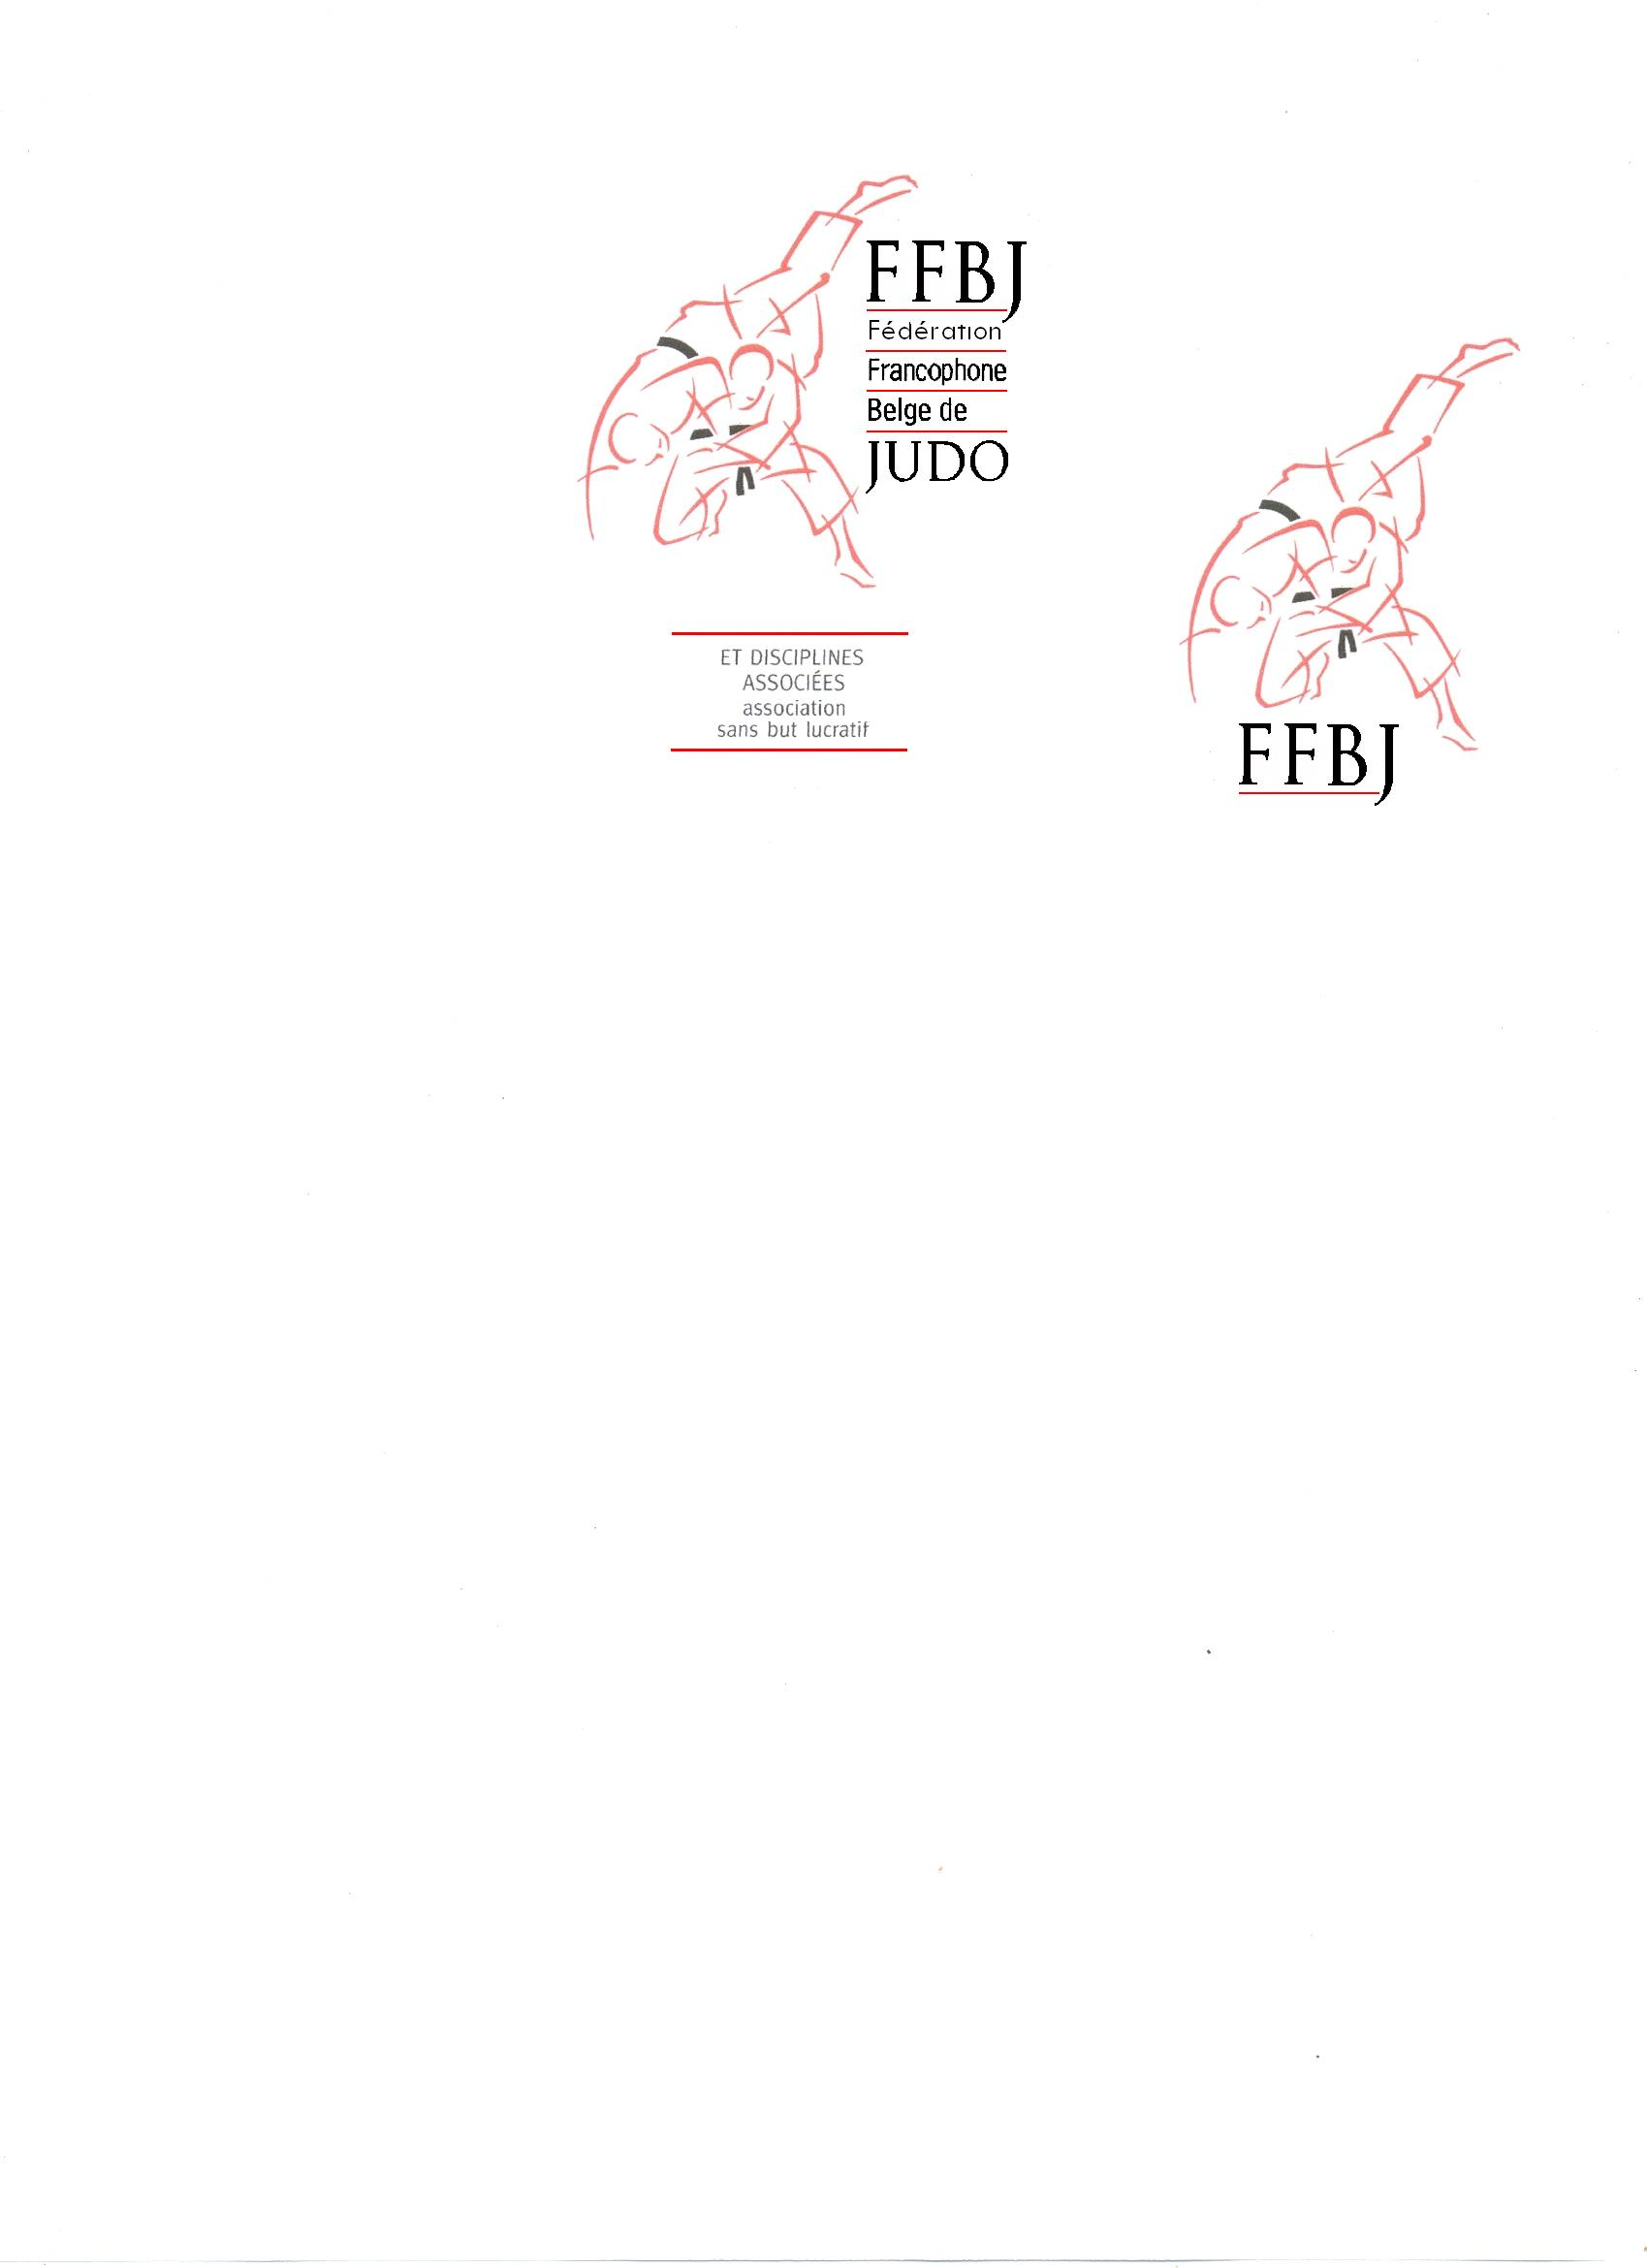 FFBJ
Fédération
Francophone
Belge de
JUDO
ET DISCIPLINES
ASSOCIÉES
association
sans but lucratif
FFBJ